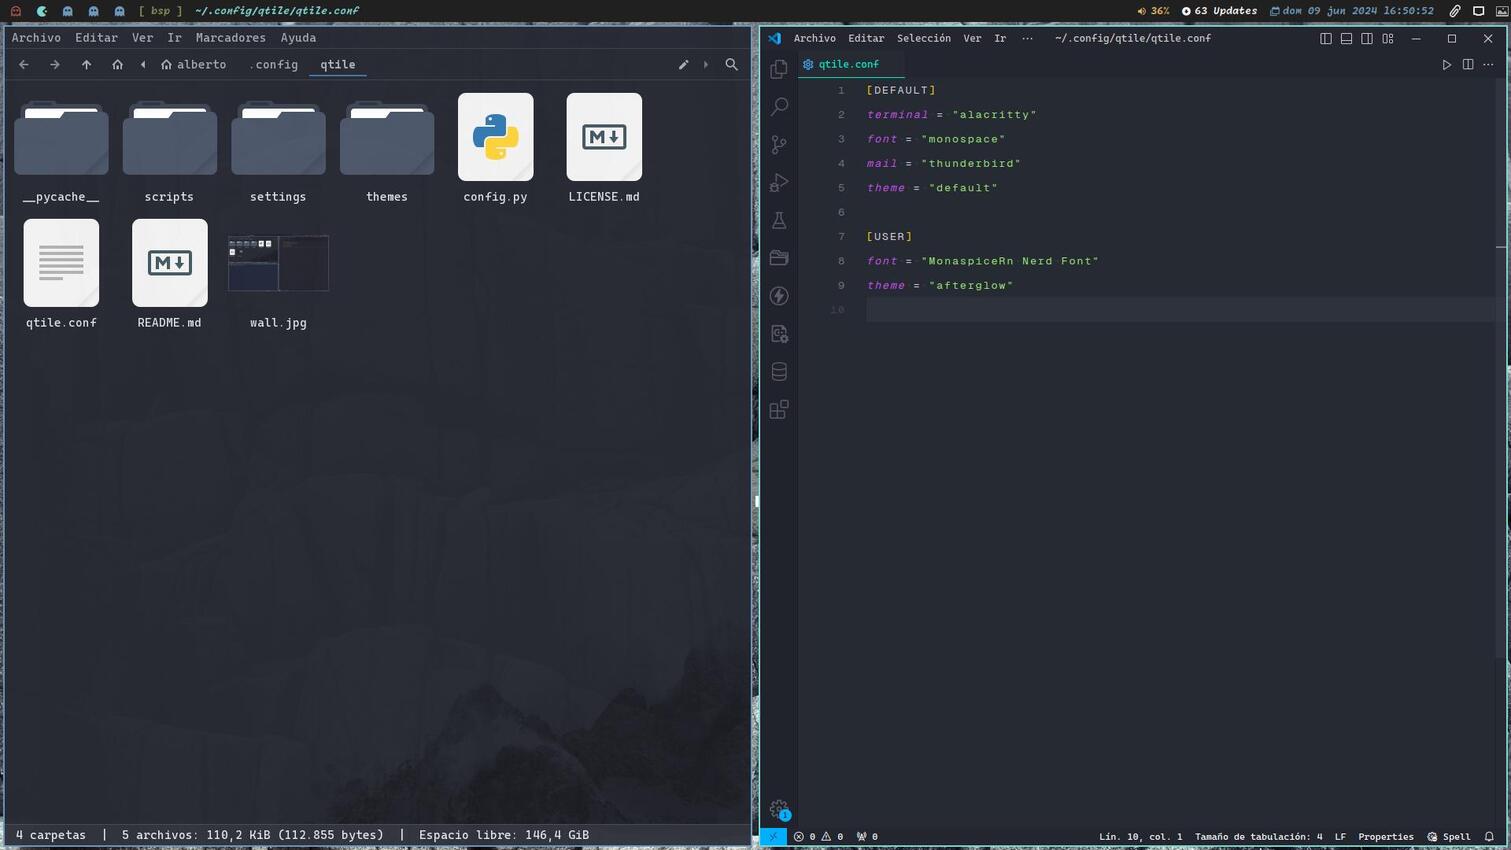 [ bsp ] ~/.config/qtile/qtile.conf
36% 63 Updates dom 09 jun 2024 16:50:52
Archivo Editar Ver Ir Marcadores Ayuda
alberto .config qtile
__pycache__ scripts settings themes config.py LICENSE.md
qtile.conf README.md wall.jpg
4 carpetas | 5 archivos: 110,2 KiB (112.855 bytes) | Espacio libre: 146,4 GiB
Archivo Editar Selección Ver Ir ··· ~/.config/qtile/qtile.conf
qtile.conf
1 [DEFAULT]
2 terminal = "alacritty"
3 font = "monospace"
4 mail = "thunderbird"
5 theme = "default"
6
7 [USER]
8 font = "MonaspiceRn Nerd Font"
9 theme = "afterglow"
10
1
0 0 0 Lín. 10, col. 1 Tamaño de tabulación: 4 LF Properties Spell